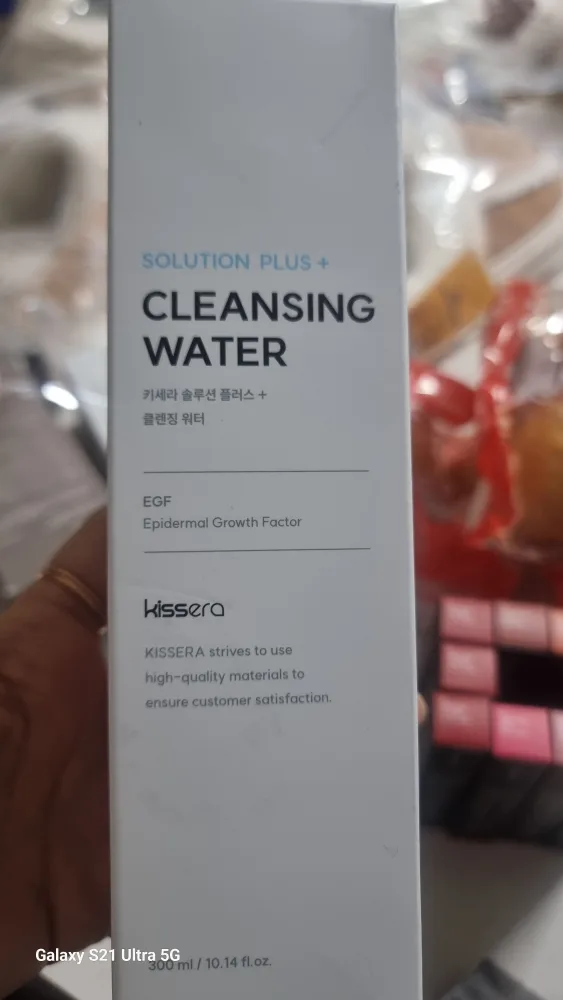 SOLUTION PLUS +
CLEANSING
WATER
키세라 솔루션 플러스 +
클렌징 워터
EGF
Epidermal Growth Factor
kissera
KISSERA strives to use
high-quality materials to
ensure customer satisfaction.
Galaxy S21 Ultra 5G
300 ml / 10.14 fl.oz.